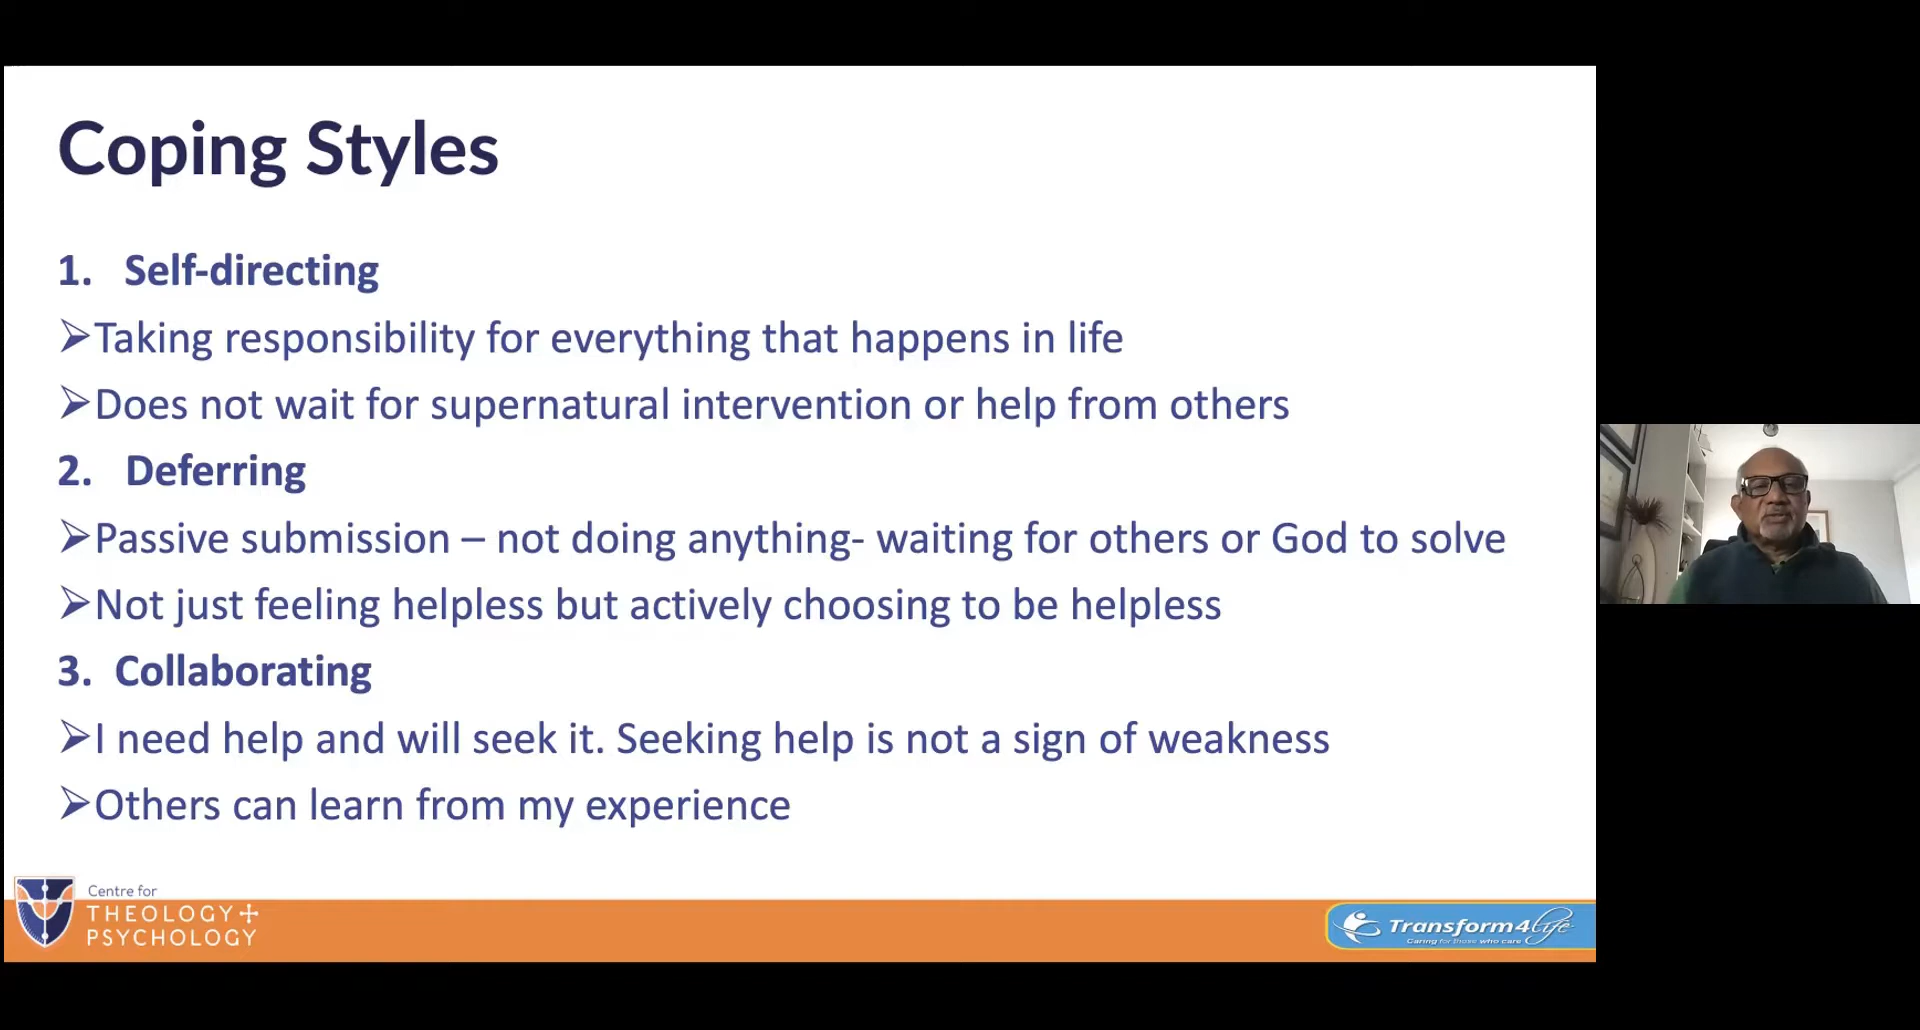 Coping Styles
1. Self-directing
➢Taking responsibility for everything that happens in life
➢Does not wait for supernatural intervention or help from others
2. Deferring
➢Passive submission – not doing anything- waiting for others or God to solve
➢Not just feeling helpless but actively choosing to be helpless
3. Collaborating
➢I need help and will seek it. Seeking help is not a sign of weakness
➢Others can learn from my experience
Centre for
THEOLOGY+
PSYCHOLOGY
Transform4life
Caring for those who care